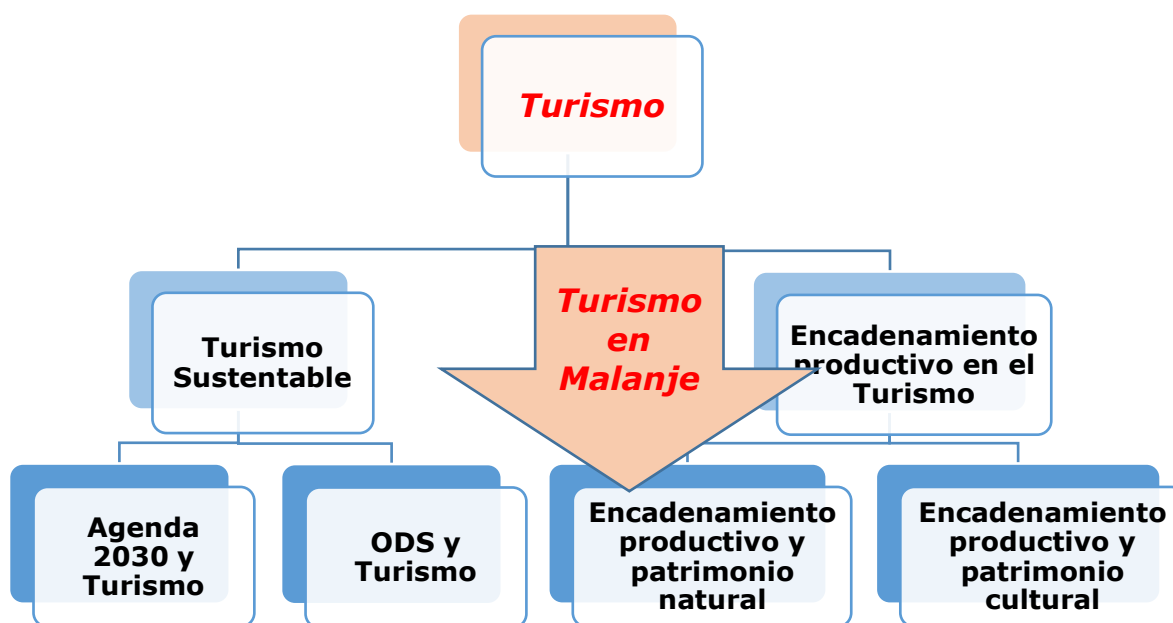 Turismo
Turismo
en
Malanje
Turismo
Sustentable
Encadenamiento
productivo en el
Turismo
Agenda
2030 y
Turismo
ODS y
Turismo
Encadenamiento
productivo y
patrimonio
natural
Encadenamiento
productivo y
patrimonio
cultural